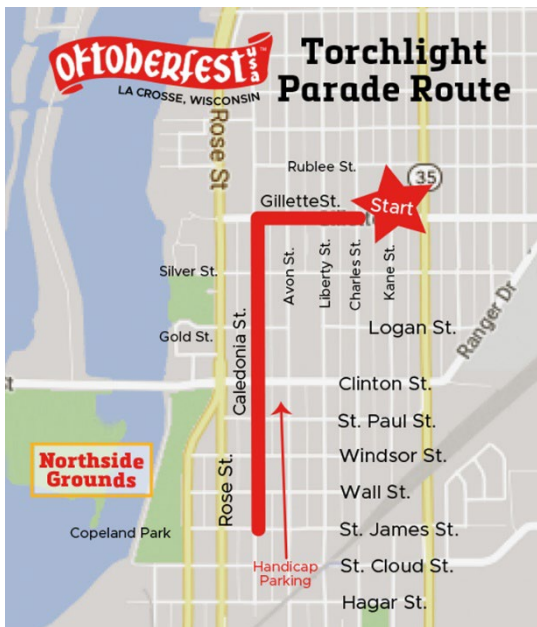 OKTOBERFEST USA™
LA CROSSE, WISCONSIN
Torchlight
Parade Route
Rose St
Rublee St.
35
GilletteSt.
Start
Silver St.
Avon St.
Liberty St.
Charles St.
Kane St.
Gold St.
Caledonia St.
Logan St.
Ranger Dr
Clinton St.
St. Paul St.
Northside
Grounds
Rose St.
Windsor St.
Wall St.
Copeland Park
St. James St.
Handicap
Parking
St. Cloud St.
Hagar St.